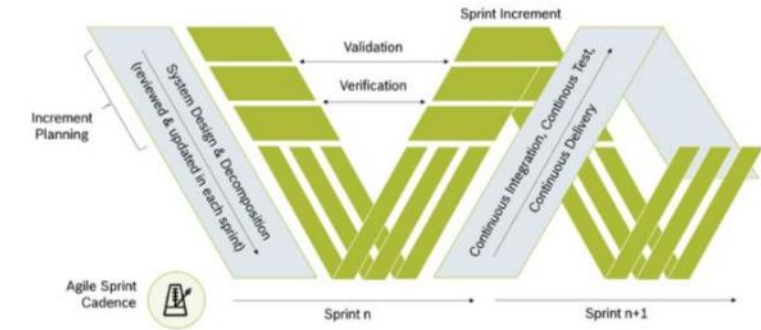 Sprint Increment
Validation
Verification
Increment
Planning
System Design & Decomposition
(reviewed & updated in each sprint)
Continuous Integration, Continous Test,
Continuous Delivery
Agile Sprint
Cadence
Sprint n
Sprint n+1